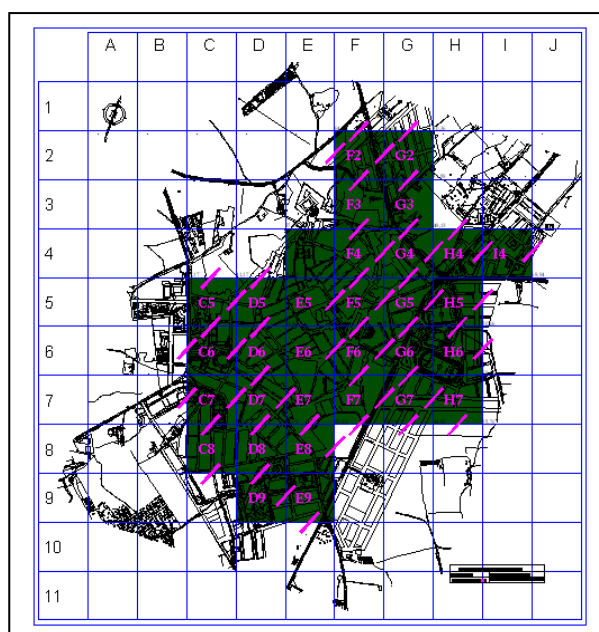 A B C D E F G H I J
1
2 F2 G2
3 F3 G3
4 F4 G4 H4 I4
5 C5 D5 E5 F5 G5 H5
6 C6 D6 E6 F6 G6 H6
7 C7 D7 E7 F7 G7 H7
8 C8 D8 E8
9 D9 E9
10
11